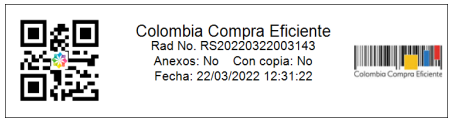 Colombia Compra Eficiente
Rad No. RS20220322003143
Anexos: No Con copia: No
Fecha: 22/03/2022 12:31:22
Colombia Compra Eficiente